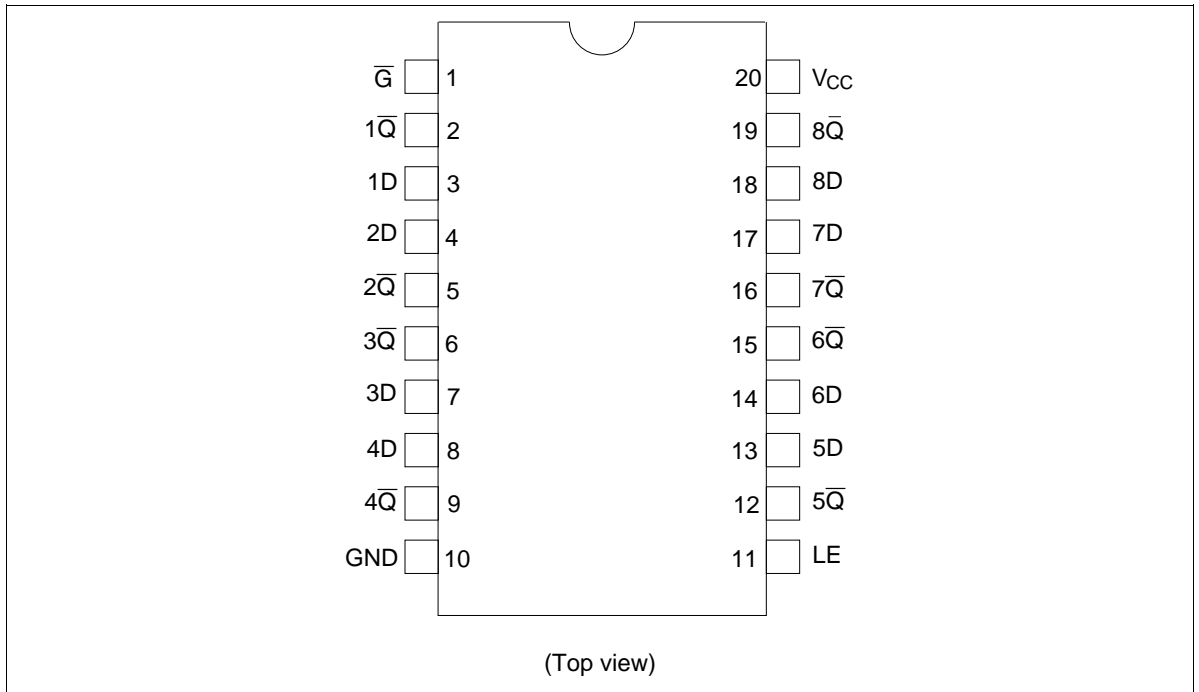 G̅ 1 20 VCC
1Q̅ 2 19 8Q̅
1D 3 18 8D
2D 4 17 7D
2Q̅ 5 16 7Q̅
3Q̅ 6 15 6Q̅
3D 7 14 6D
4D 8 13 5D
4Q̅ 9 12 5Q̅
GND 10 11 LE
(Top view)